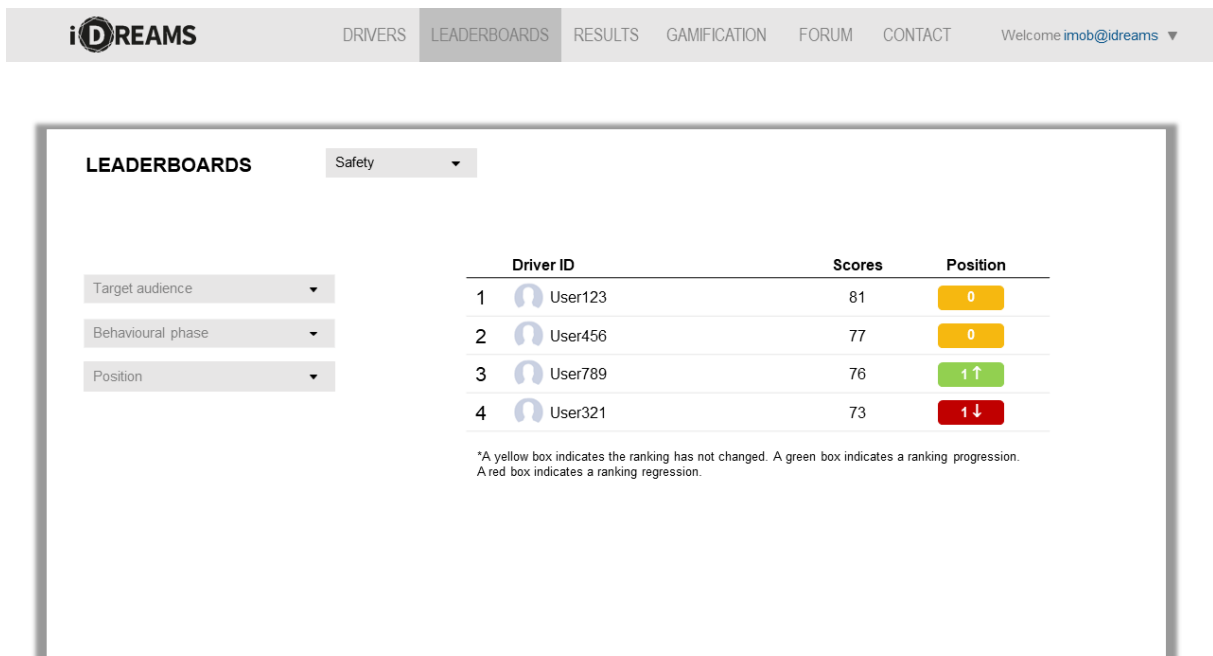 iDREAMS DRIVERS LEADERBOARDS RESULTS GAMIFICATION FORUM CONTACT Welcome imob@idreams ▼
LEADERBOARDS Safety
Target audience
Behavioural phase
Position
Driver ID Scores Position
1 User123 81 0
2 User456 77 0
3 User789 76 1↑
4 User321 73 1↓
*A yellow box indicates the ranking has not changed. A green box indicates a ranking progression.
A red box indicates a ranking regression.